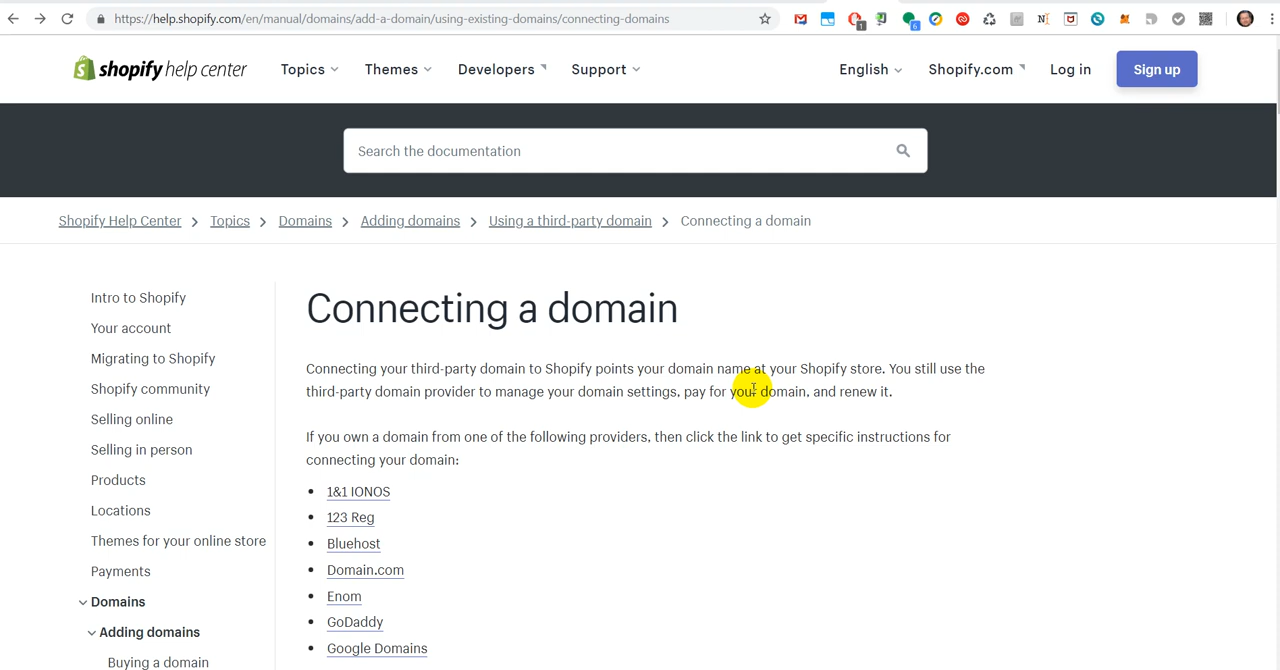 https://help.shopify.com/en/manual/domains/add-a-domain/using-existing-domains/connecting-domains
1
6
shopify help center
Topics
Themes
Developers
Support
English
Shopify.com
Log in
Sign up
Search the documentation
Shopify Help Center > Topics > Domains > Adding domains > Using a third-party domain > Connecting a domain
Intro to Shopify
Your account
Migrating to Shopify
Shopify community
Selling online
Selling in person
Products
Locations
Themes for your online store
Payments
Domains
Adding domains
Buying a domain
Connecting a domain
Connecting your third-party domain to Shopify points your domain name at your Shopify store. You still use the
third-party domain provider to manage your domain settings, pay for your domain, and renew it.
If you own a domain from one of the following providers, then click the link to get specific instructions for
connecting your domain:
• 1&1 IONOS
• 123 Reg
• Bluehost
• Domain.com
• Enom
• GoDaddy
• Google Domains